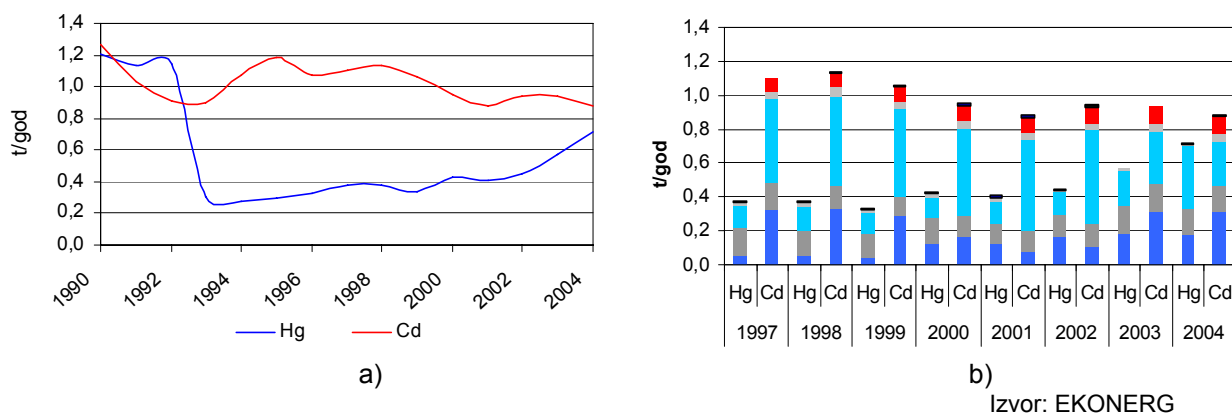 1,4
1,2
1,0
0,8
0,6
0,4
0,2
0,0
t/god
1990
1992
1994
1996
1998
2000
2002
2004
Hg
Cd
a)
1,4
1,2
1,0
0,8
0,6
0,4
0,2
0,0
t/god
Hg Cd Hg Cd Hg Cd Hg Cd Hg Cd Hg Cd Hg Cd Hg Cd
1997 1998 1999 2000 2001 2002 2003 2004
b)
Izvor: EKONERG